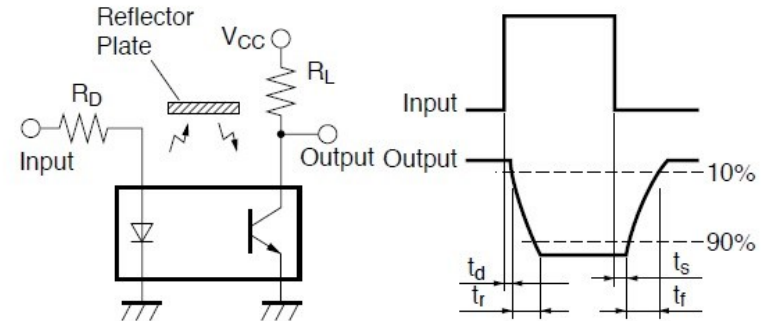 Reflector
Plate
VCC
RD
RL
Input
Output
Input
Output
10%
90%
td
ts
tr
tf